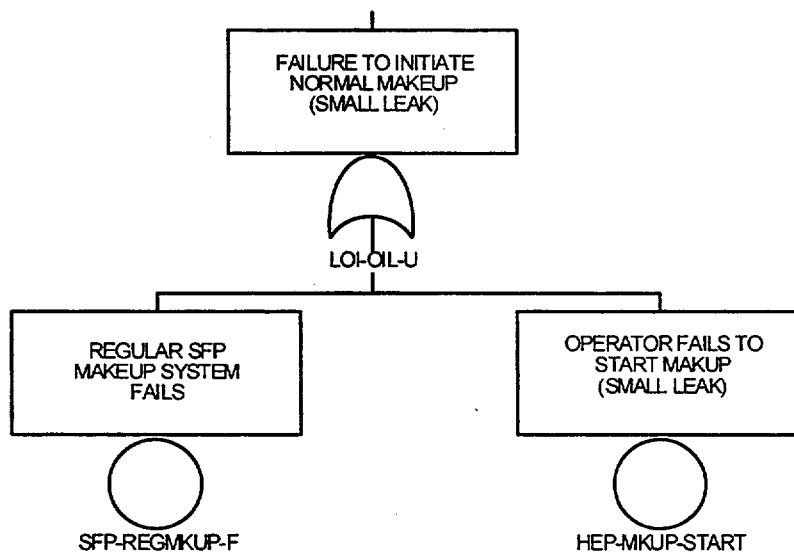 FAILURE TO INITIATE
NORMAL MAKEUP
(SMALL LEAK)
LOI-OIL-U
REGULAR SFP
MAKEUP SYSTEM
FAILS
OPERATOR FAILS TO
START MAKUP
(SMALL LEAK)
SFP-REGMKUP-F
HEP-MKUP-START